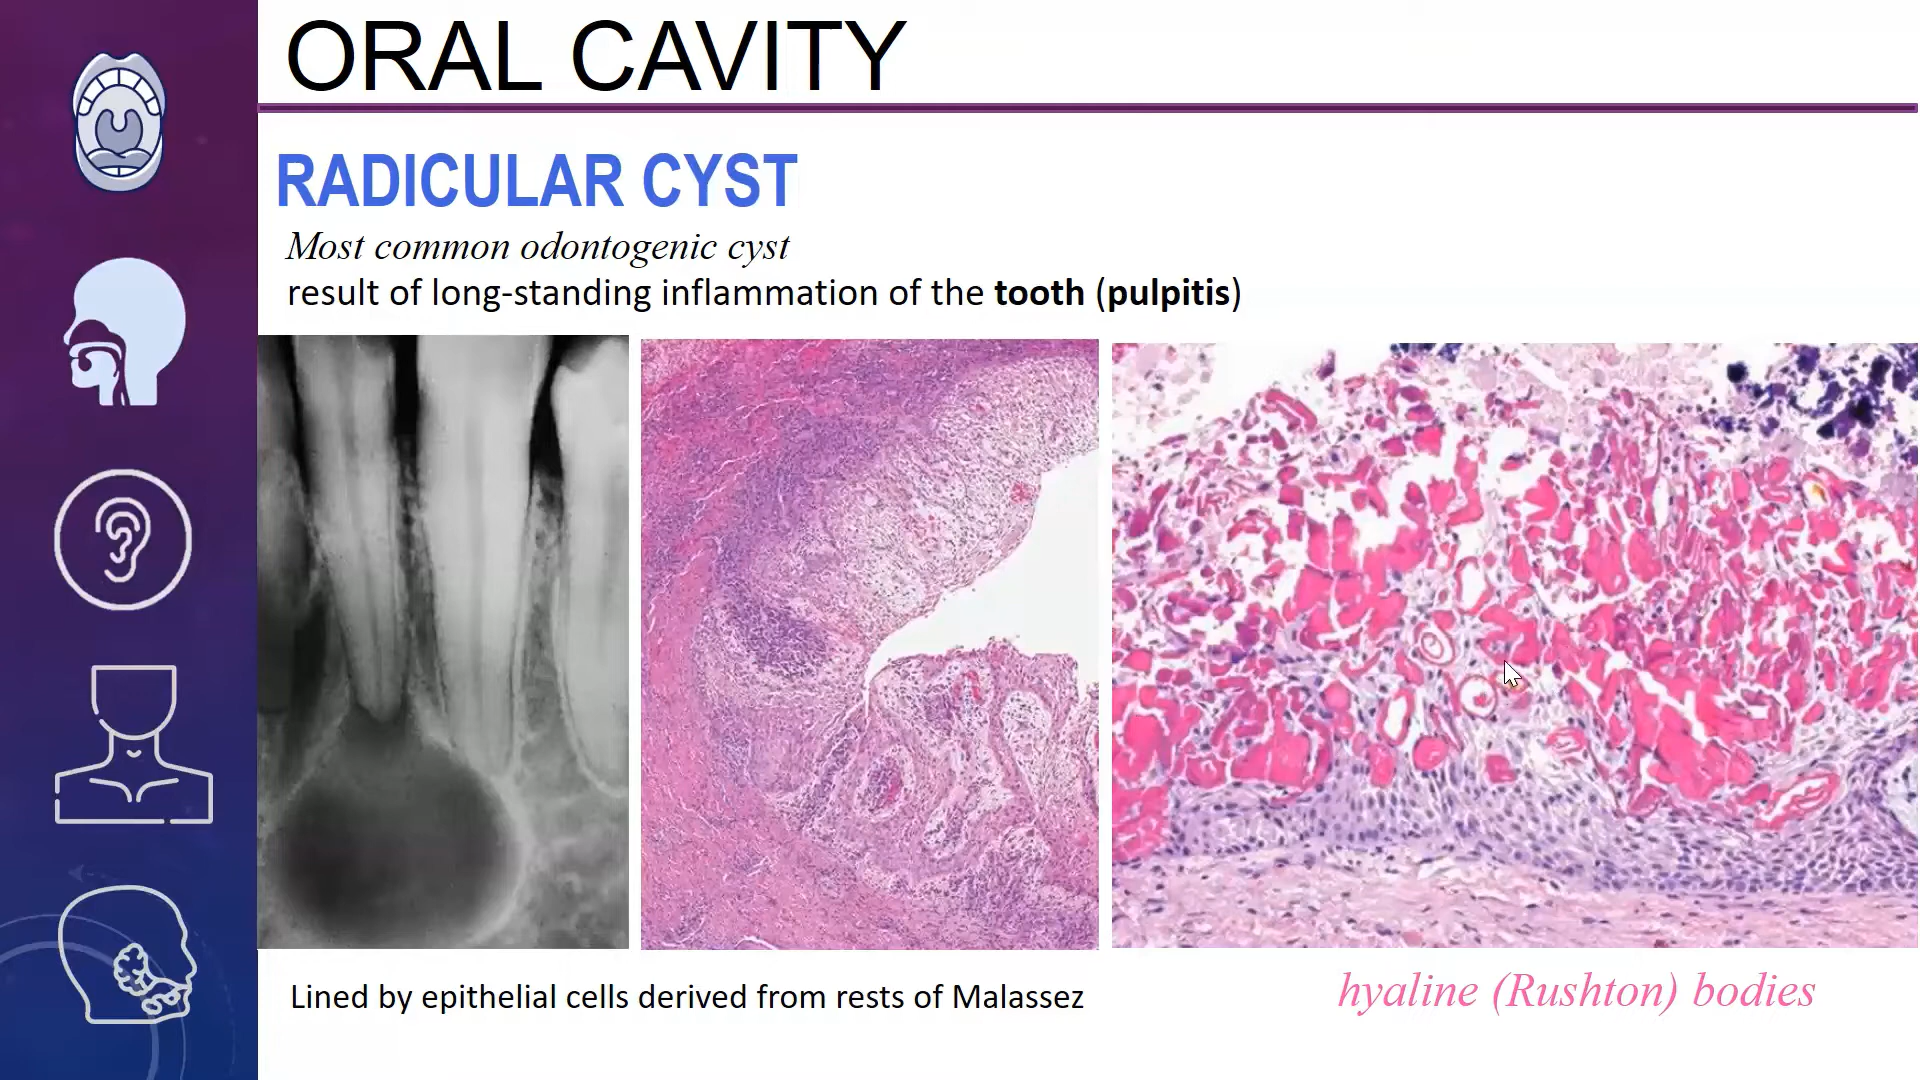 ORAL CAVITY
RADICULAR CYST
Most common odontogenic cyst
result of long-standing inflammation of the tooth (pulpitis)
Lined by epithelial cells derived from rests of Malassez
hyaline (Rushton) bodies